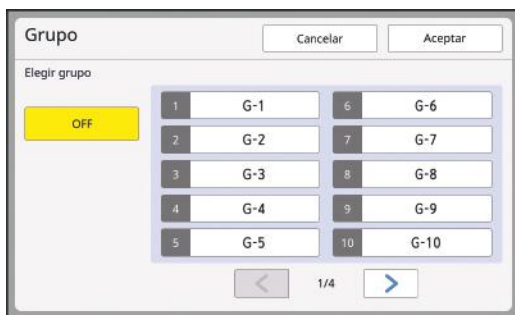 Grupo
Cancelar
Aceptar
Elegir grupo
OFF
1 G-1
2 G-2
3 G-3
4 G-4
5 G-5
6 G-6
7 G-7
8 G-8
9 G-9
10 G-10
< 1/4 >